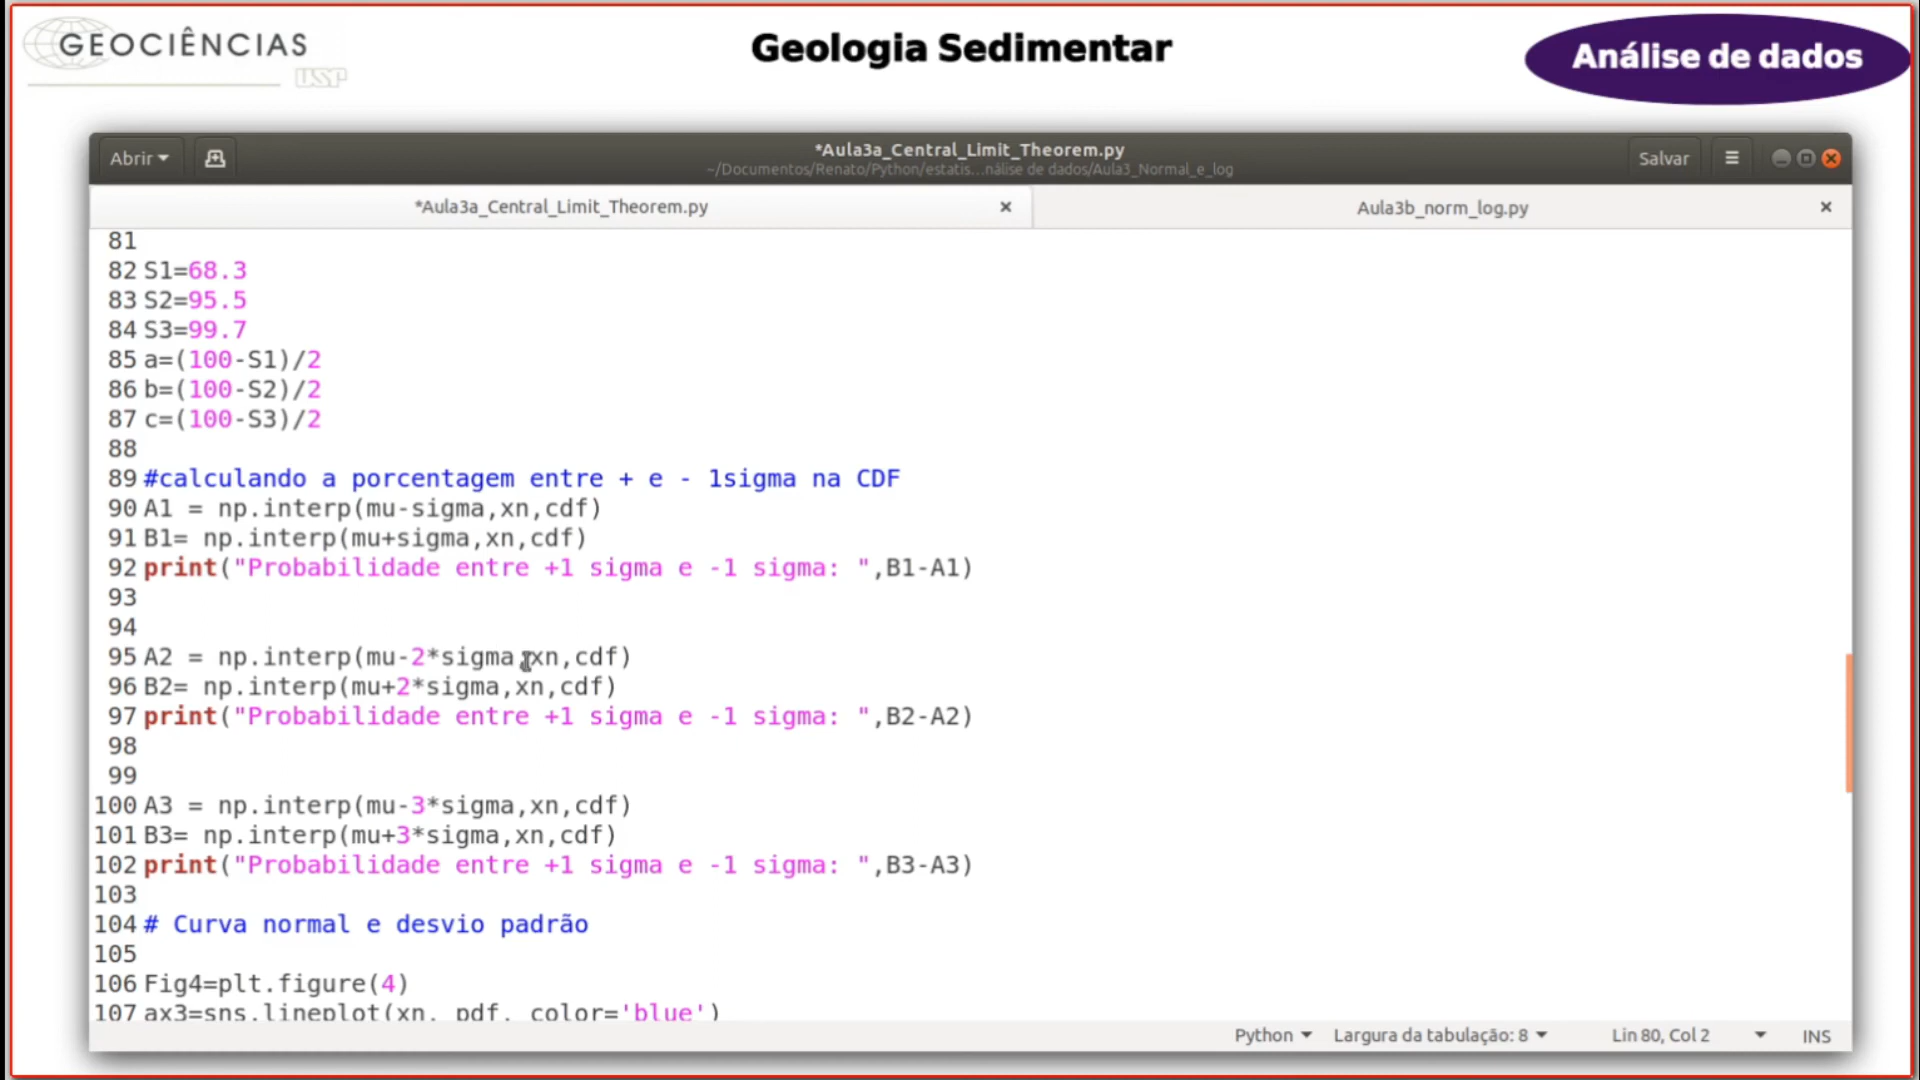 GEOCIÊNCIAS
USP
Geologia Sedimentar
Análise de dados
Abrir
*Aula3a_Central_Limit_Theorem.py
~/Documentos/Renato/Python/estatis...nálise de dados/Aula3_Normal_e_log
Salvar
*Aula3a_Central_Limit_Theorem.py
Aula3b_norm_log.py
81
82 S1=68.3
83 S2=95.5
84 S3=99.7
85 a=(100-S1)/2
86 b=(100-S2)/2
87 c=(100-S3)/2
88
89 #calculando a porcentagem entre + e - 1sigma na CDF
90 A1 = np.interp(mu-sigma,xn,cdf)
91 B1= np.interp(mu+sigma,xn,cdf)
92 print("Probabilidade entre +1 sigma e -1 sigma: ",B1-A1)
93
94
95 A2 = np.interp(mu-2*sigma,xn,cdf)
96 B2= np.interp(mu+2*sigma,xn,cdf)
97 print("Probabilidade entre +1 sigma e -1 sigma: ",B2-A2)
98
99
100 A3 = np.interp(mu-3*sigma,xn,cdf)
101 B3= np.interp(mu+3*sigma,xn,cdf)
102 print("Probabilidade entre +1 sigma e -1 sigma: ",B3-A3)
103
104 # Curva normal e desvio padrão
105
106 Fig4=plt.figure(4)
107 ax3=sns.lineplot(xn, pdf, color='blue')
Python
Largura da tabulação: 8
Lin 80, Col 2
INS